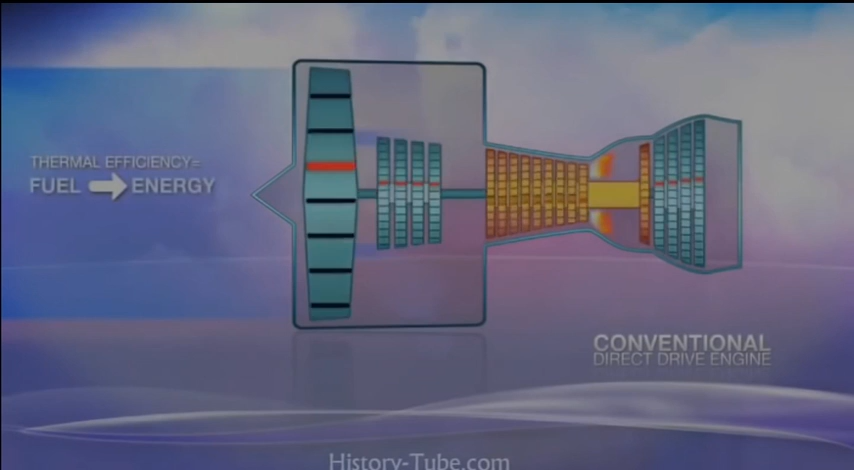 THERMAL EFFICIENCY=
FUEL ENERGY
CONVENTIONAL
DIRECT DRIVE ENGINE
History-Tube.com